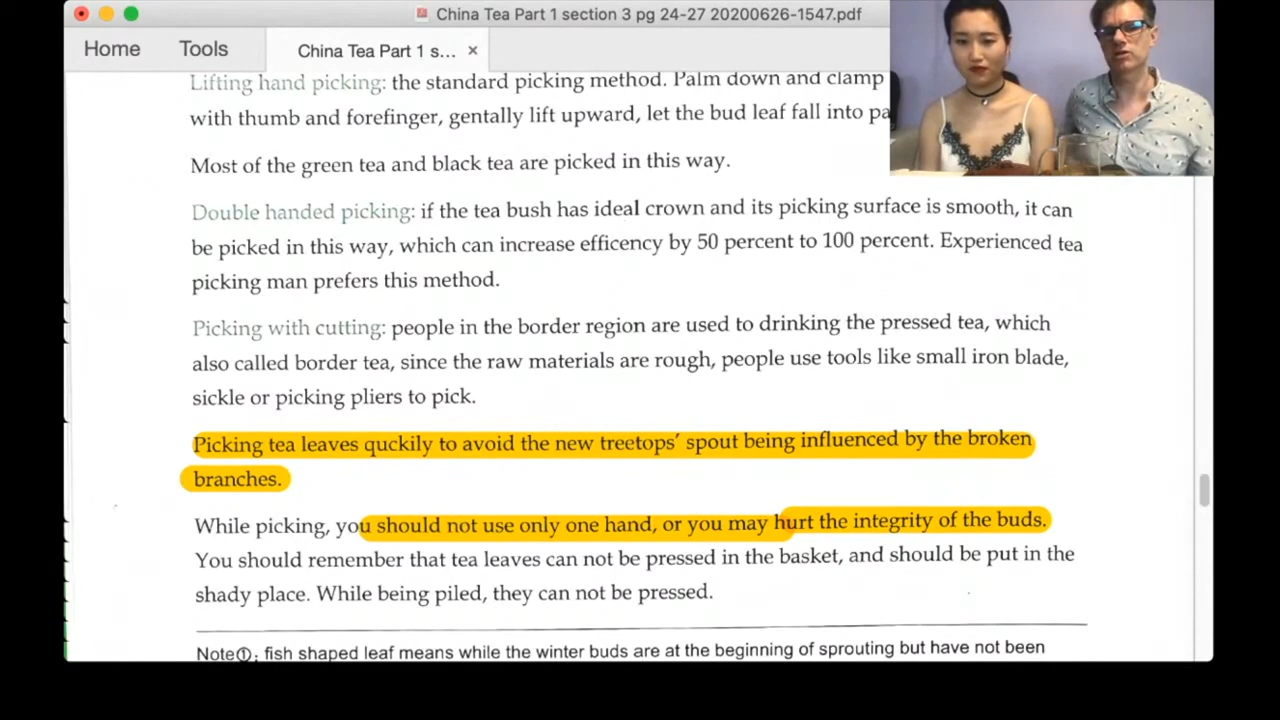 China Tea Part 1 section 3 pg 24-27 20200626-1547.pdf
Home Tools China Tea Part 1 s... ×
Lifting hand picking: the standard picking method. Palm down and clamp
with thumb and forefinger, gentally lift upward, let the bud leaf fall into
Most of the green tea and black tea are picked in this way.
Double handed picking: if the tea bush has ideal crown and its picking surface is smooth, it can
be picked in this way, which can increase efficency by 50 percent to 100 percent. Experienced tea
picking man prefers this method.
Picking with cutting: people in the border region are used to drinking the pressed tea, which
also called border tea, since the raw materials are rough, people use tools like small iron blade,
sickle or picking pliers to pick.
Picking tea leaves quckily to avoid the new treetops’ spout being influenced by the broken
branches.
While picking, you should not use only one hand, or you may hurt the integrity of the buds.
You should remember that tea leaves can not be pressed in the basket, and should be put in the
shady place. While being piled, they can not be pressed.
Note①: fish shaped leaf means while the winter buds are at the beginning of sprouting but have not been